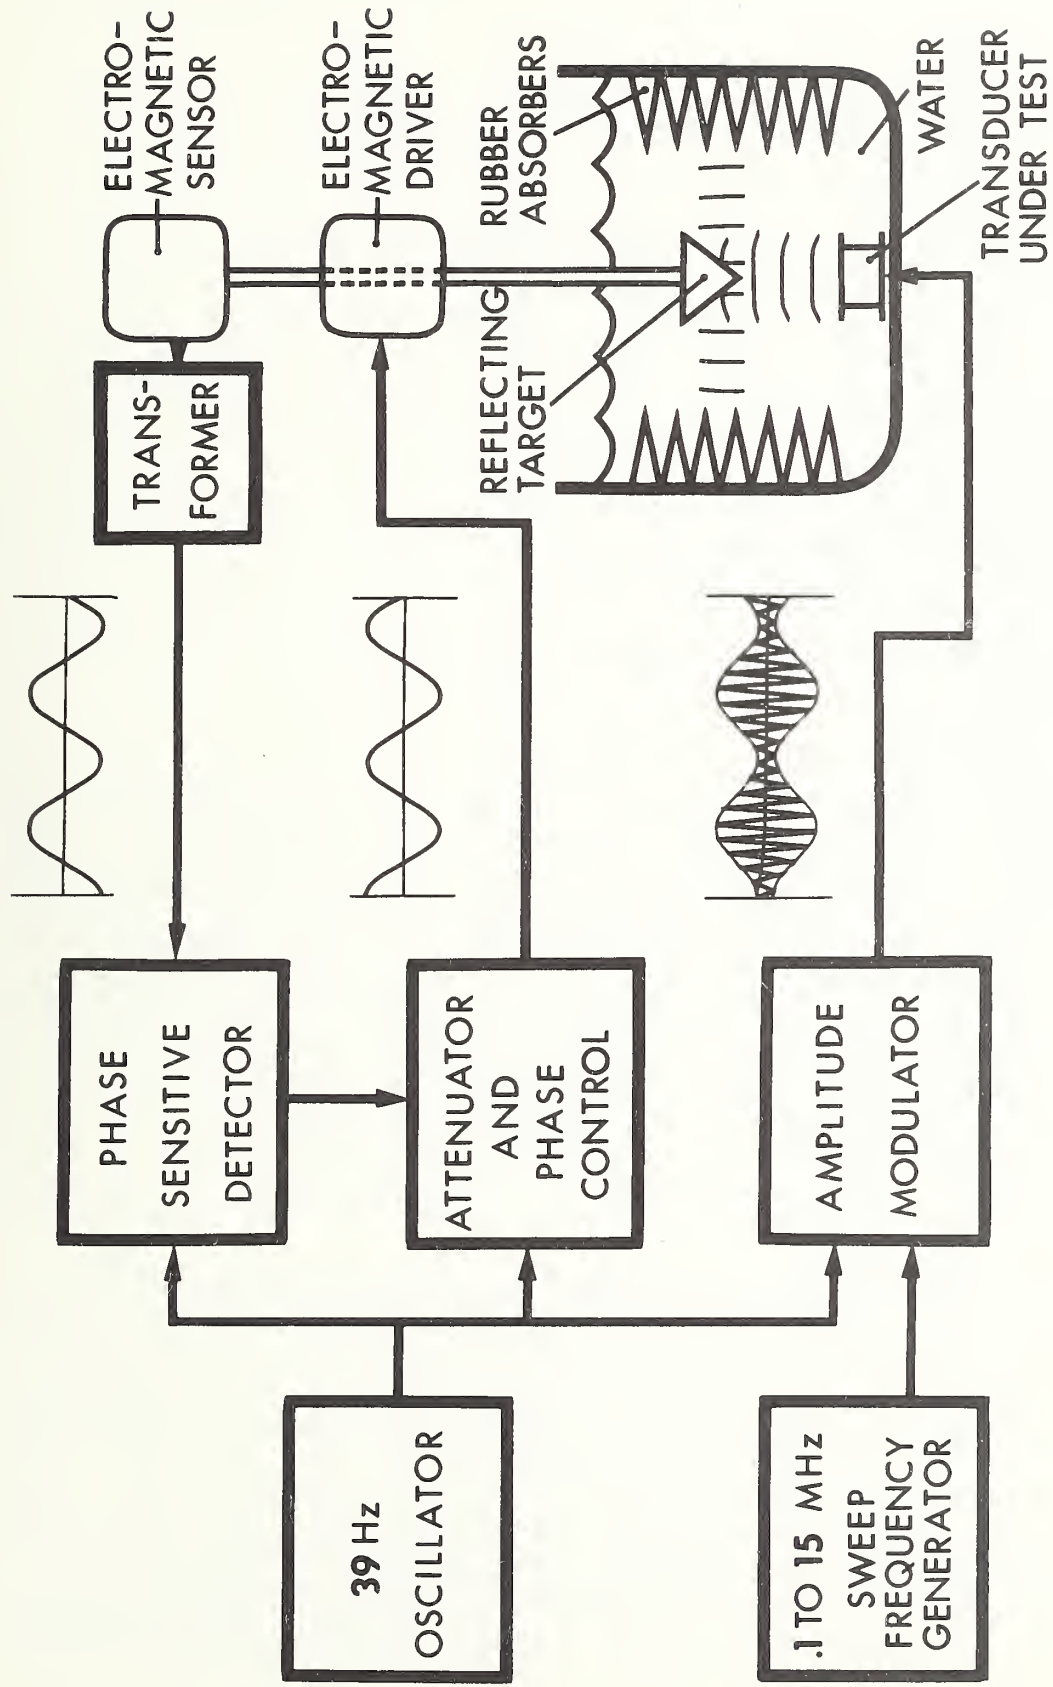 39 Hz
OSCILLATOR
.1 TO 15 MHz
SWEEP
FREQUENCY
GENERATOR
PHASE
SENSITIVE
DETECTOR
ATTENUATOR
AND
PHASE
CONTROL
AMPLITUDE
MODULATOR
TRANS-
FORMER
ELECTRO-
MAGNETIC
SENSOR
ELECTRO-
MAGNETIC
DRIVER
REFLECTING
TARGET
RUBBER
ABSORBERS
WATER
TRANSDUCER
UNDER TEST